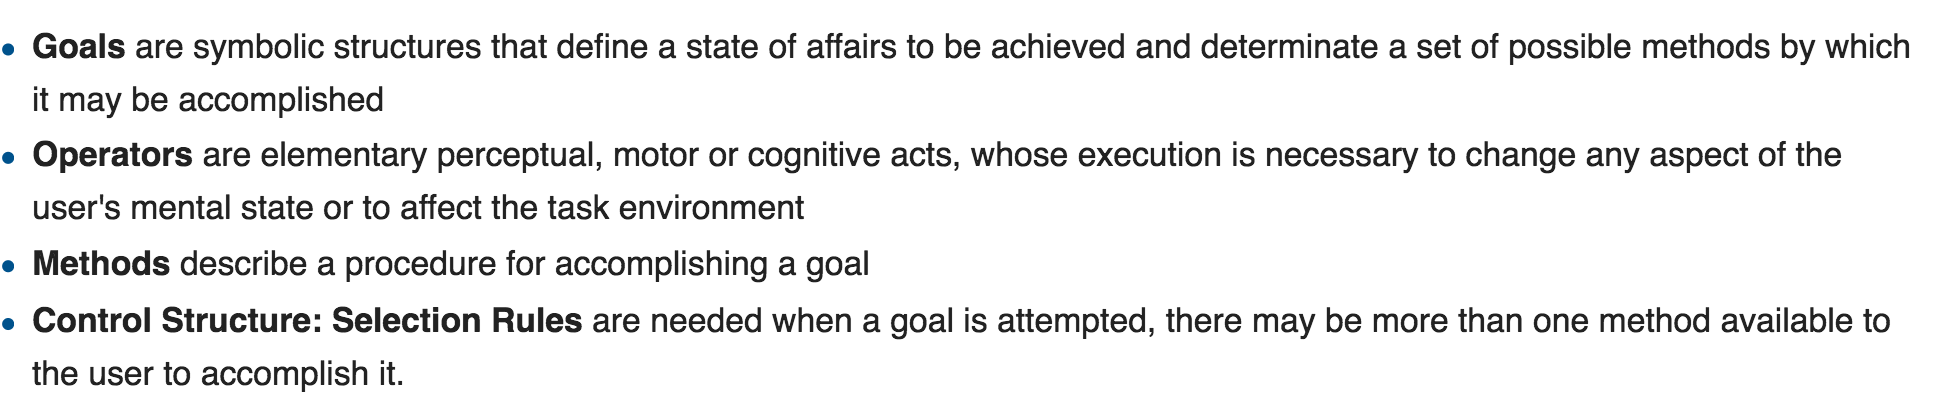 • Goals are symbolic structures that define a state of affairs to be achieved and determinate a set of possible methods by which
it may be accomplished
• Operators are elementary perceptual, motor or cognitive acts, whose execution is necessary to change any aspect of the
user's mental state or to affect the task environment
• Methods describe a procedure for accomplishing a goal
• Control Structure: Selection Rules are needed when a goal is attempted, there may be more than one method available to
the user to accomplish it.